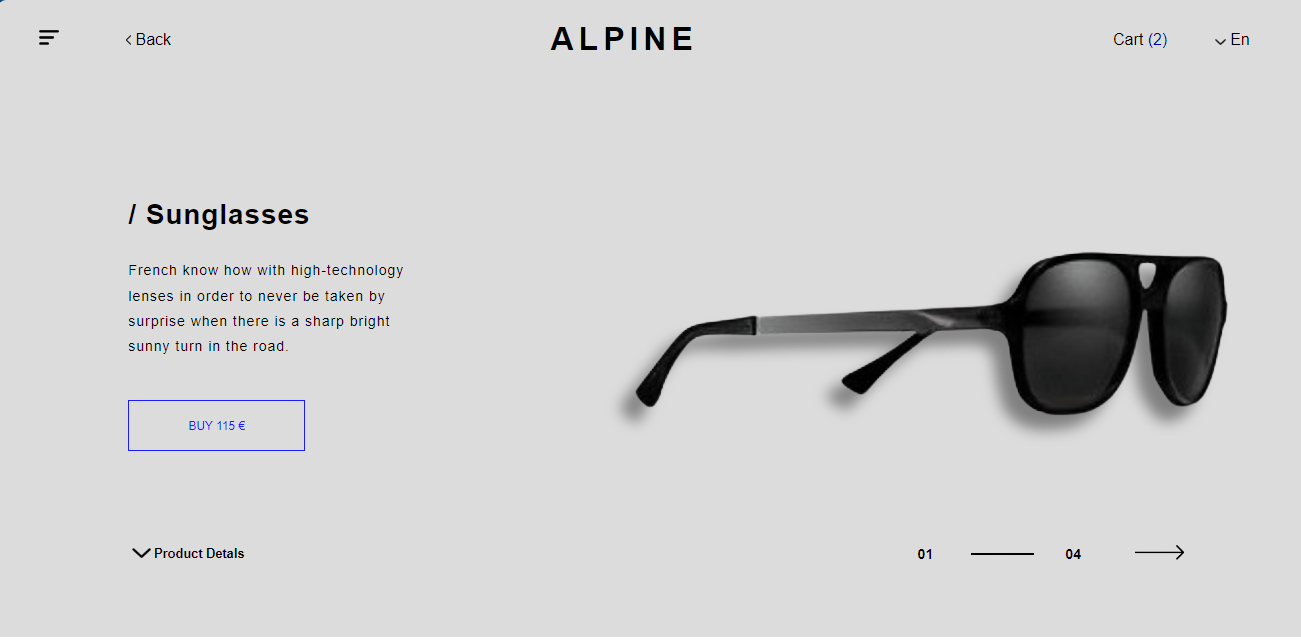 < Back
ALPINE
Cart (2)
En
/ Sunglasses
French know how with high-technology
lenses in order to never be taken by
surprise when there is a sharp bright
sunny turn in the road.
BUY 115 €
Product Detals
01
04